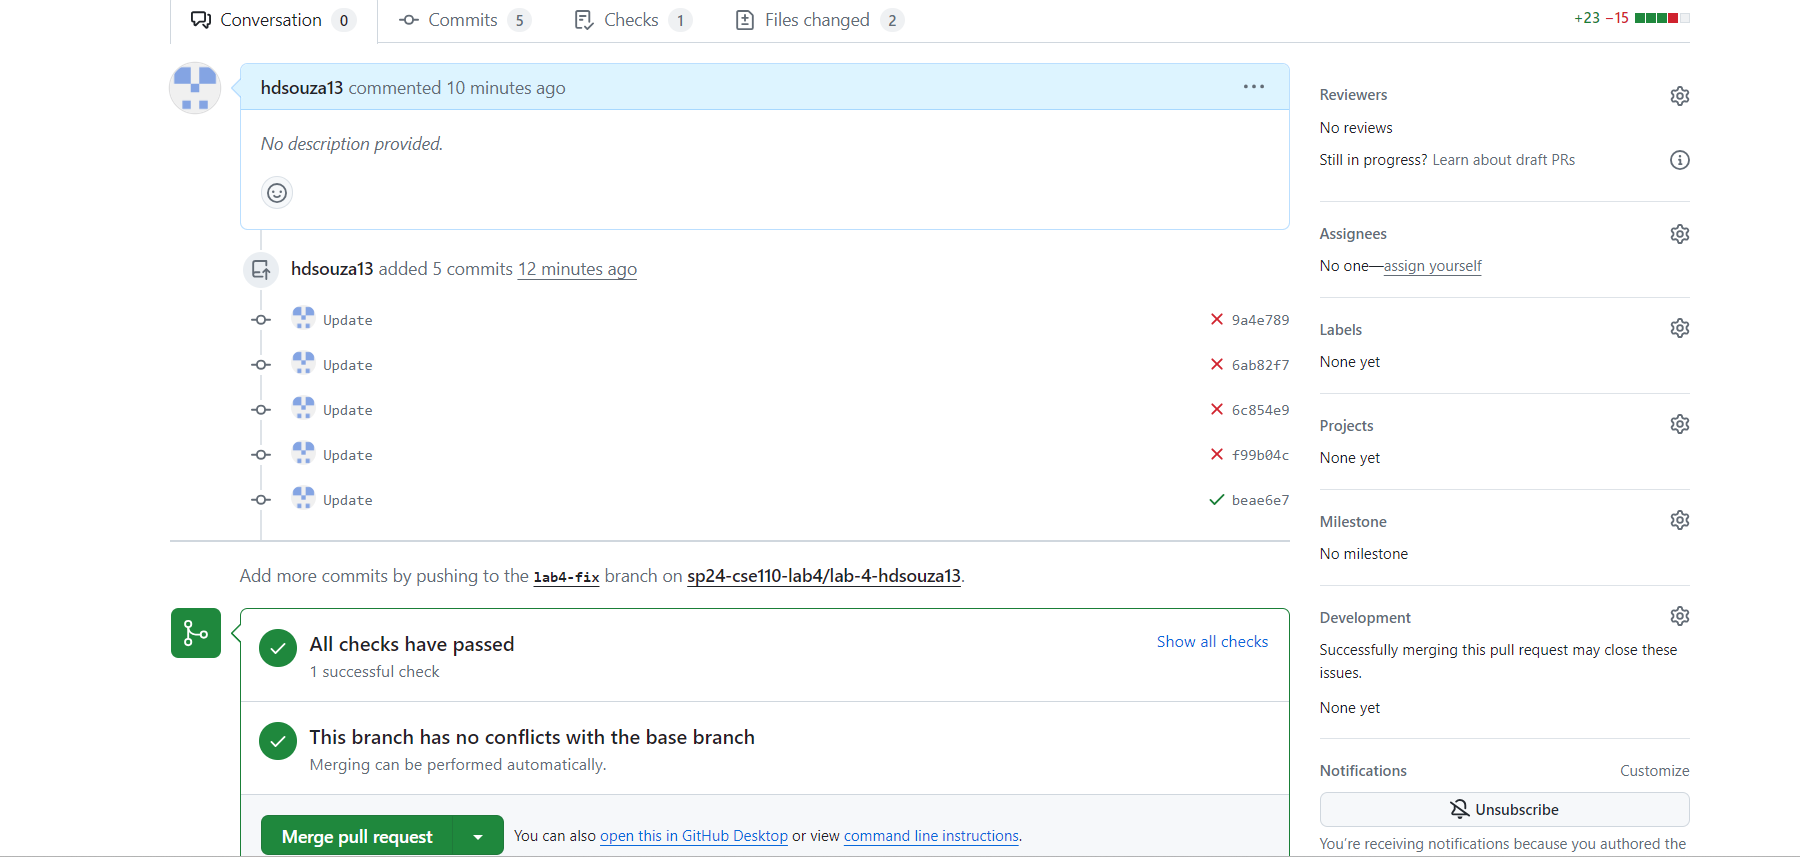 Conversation 0 Commits 5 Checks 1 Files changed 2 +23 −15
hdsouza13 commented 10 minutes ago
No description provided.
hdsouza13 added 5 commits 12 minutes ago
Update 9a4e789
Update 6ab82f7
Update 6c854e9
Update f99b04c
Update beae6e7
Add more commits by pushing to the lab4-fix branch on sp24-cse110-lab4/lab-4-hdsouza13.
All checks have passed
Show all checks
1 successful check
This branch has no conflicts with the base branch
Merging can be performed automatically.
Merge pull request You can also open this in GitHub Desktop or view command line instructions.
Reviewers
No reviews
Still in progress? Learn about draft PRs
Assignees
No one—assign yourself
Labels
None yet
Projects
None yet
Milestone
No milestone
Development
Successfully merging this pull request may close these
issues.
None yet
Notifications Customize
Unsubscribe
You're receiving notifications because you authored the